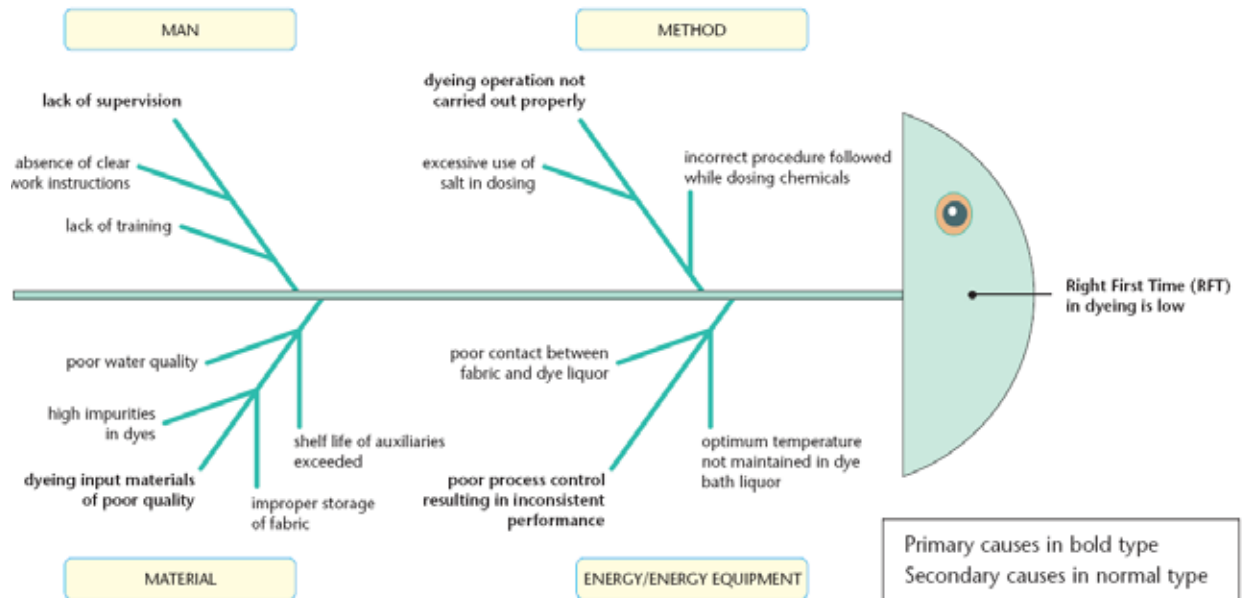 MAN
METHOD
lack of supervision
absence of clear
work instructions
lack of training
dyeing operation not
carried out properly
excessive use of
salt in dosing
incorrect procedure followed
while dosing chemicals
Right First Time (RFT)
in dyeing is low
poor water quality
high impurities
in dyes
dyeing input materials
of poor quality
improper storage
of fabric
shelf life of auxiliaries
exceeded
poor contact between
fabric and dye liquor
poor process control
resulting in inconsistent
performance
optimum temperature
not maintained in dye
bath liquor
MATERIAL
ENERGY/ENERGY EQUIPMENT
Primary causes in bold type
Secondary causes in normal type